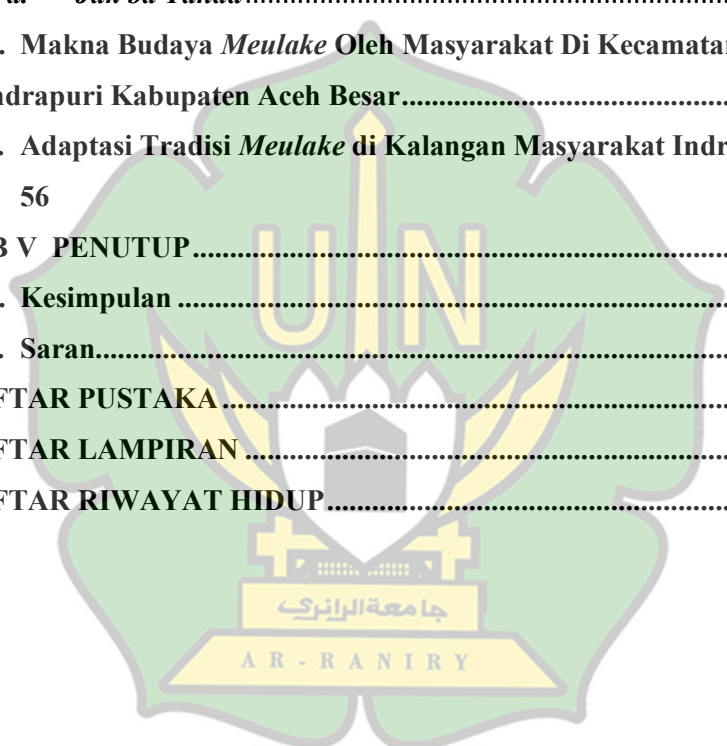 Makna Budaya Meulake Oleh Masyarakat Di Kecamatan
ndrapuri Kabupaten Aceh Besar........................................
. Adaptasi Tradisi Meulake di Kalangan Masyarakat Indr
56
B V PENUTUP........................................
. Kesimpulan ........................................
. Saran........................................
FTAR PUSTAKA ........................................
FTAR LAMPIRAN ........................................
FTAR RIWAYAT HIDUP........................................
UIN
جامعة الرانري
AR - RANIRY